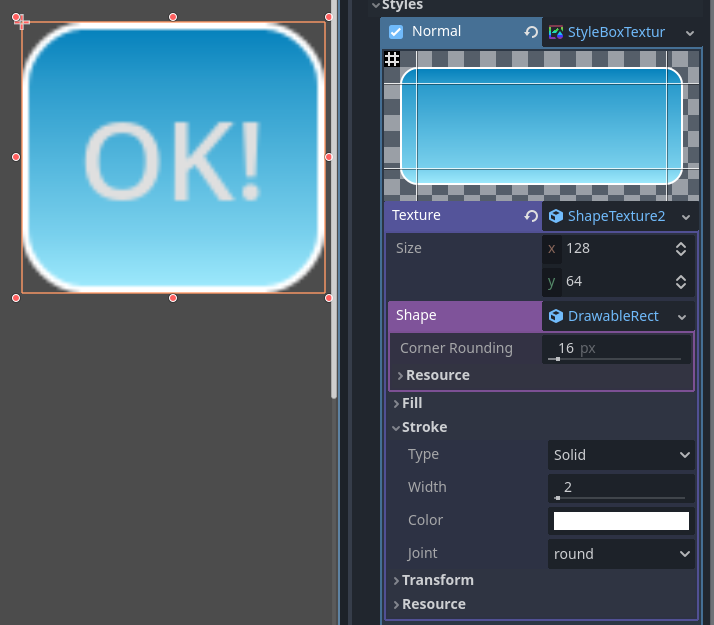 Styles
Normal
StyleBoxTextur
OK!
Texture
ShapeTexture2
Size
x 128
y 64
Shape
DrawableRect
Corner Rounding
16 px
Resource
Fill
Stroke
Type
Solid
Width
2
Color
Joint
round
Transform
Resource